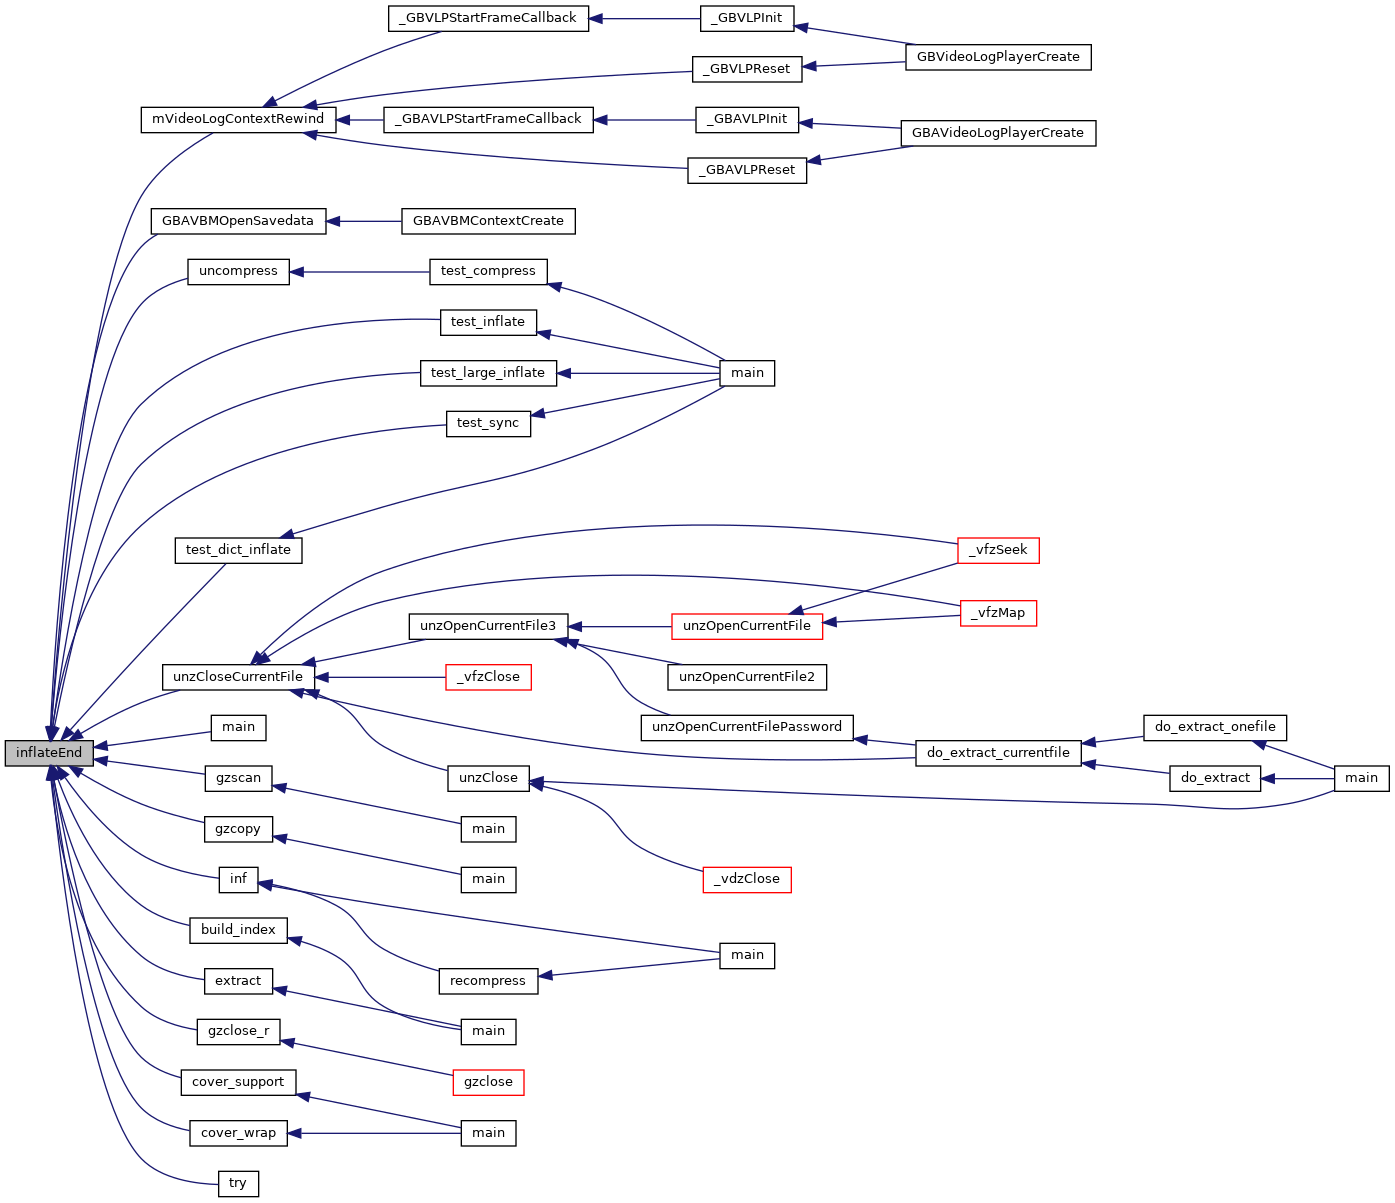 _GBVLPStartFrameCallback
_GBVLPInit
GBVideoLogPlayerCreate
_GBVLPReset
mVideoLogContextRewind
_GBAVLPStartFrameCallback
_GBAVLPInit
GBAVideoLogPlayerCreate
_GBAVLPReset
GBAVBMOpenSavedata
GBAVBMContextCreate
uncompress
test_compress
test_inflate
test_large_inflate
main
test_sync
test_dict_inflate
_vfzSeek
_vfzMap
unzOpenCurrentFile3
unzOpenCurrentFile
unzCloseCurrentFile
_vfzClose
unzOpenCurrentFile2
main
unzOpenCurrentFilePassword
do_extract_onefile
inflateEnd
do_extract_currentfile
gzscan
unzClose
do_extract
main
gzcopy
main
inf
main
_vdzClose
build_index
main
extract
recompress
gzclose_r
main
cover_support
gzclose
cover_wrap
main
try